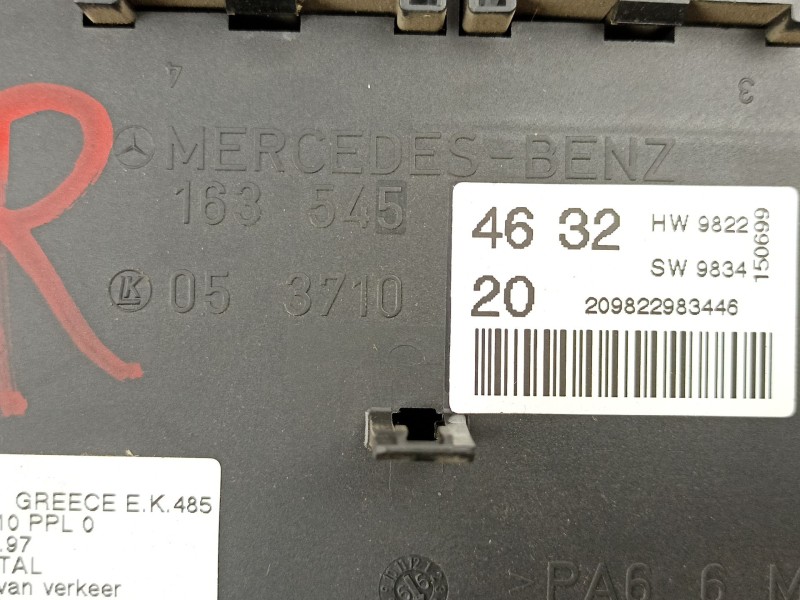 4
3
R
MERCEDES-BENZ
163 545
LK 05 3710
46 32
20
HW 9822
SW 9834
150699
209822983446
GREECE E.K.485
10 PPL 0
.97
TAL
van verkeer
>PA6 6 M